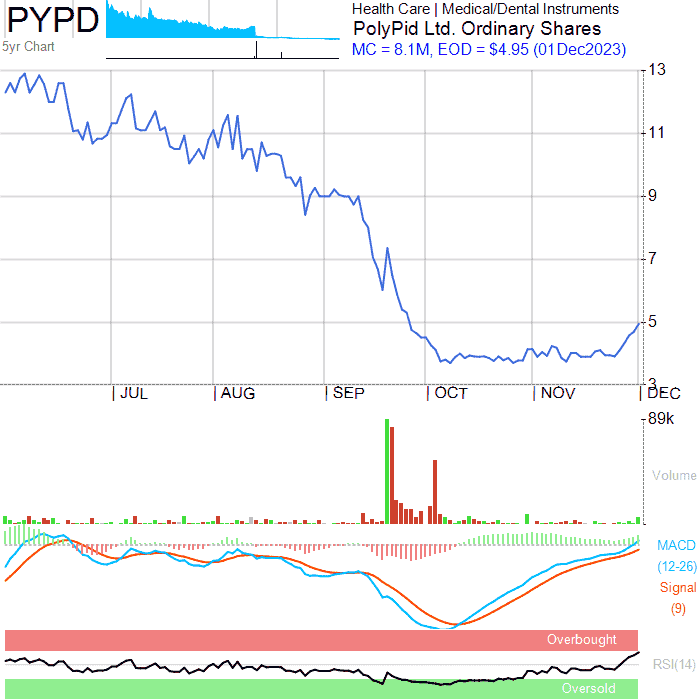 PYPD
Health Care | Medical/Dental Instruments
PolyPid Ltd. Ordinary Shares
5yr Chart
MC = 8.1M, EOD = $4.95 (01Dec2023)
13
11
9
7
5
3
JUL AUG SEP OCT NOV DEC
89k
Volume
MACD
(12-26)
Signal
(9)
Overbought
RSI(14)
Oversold